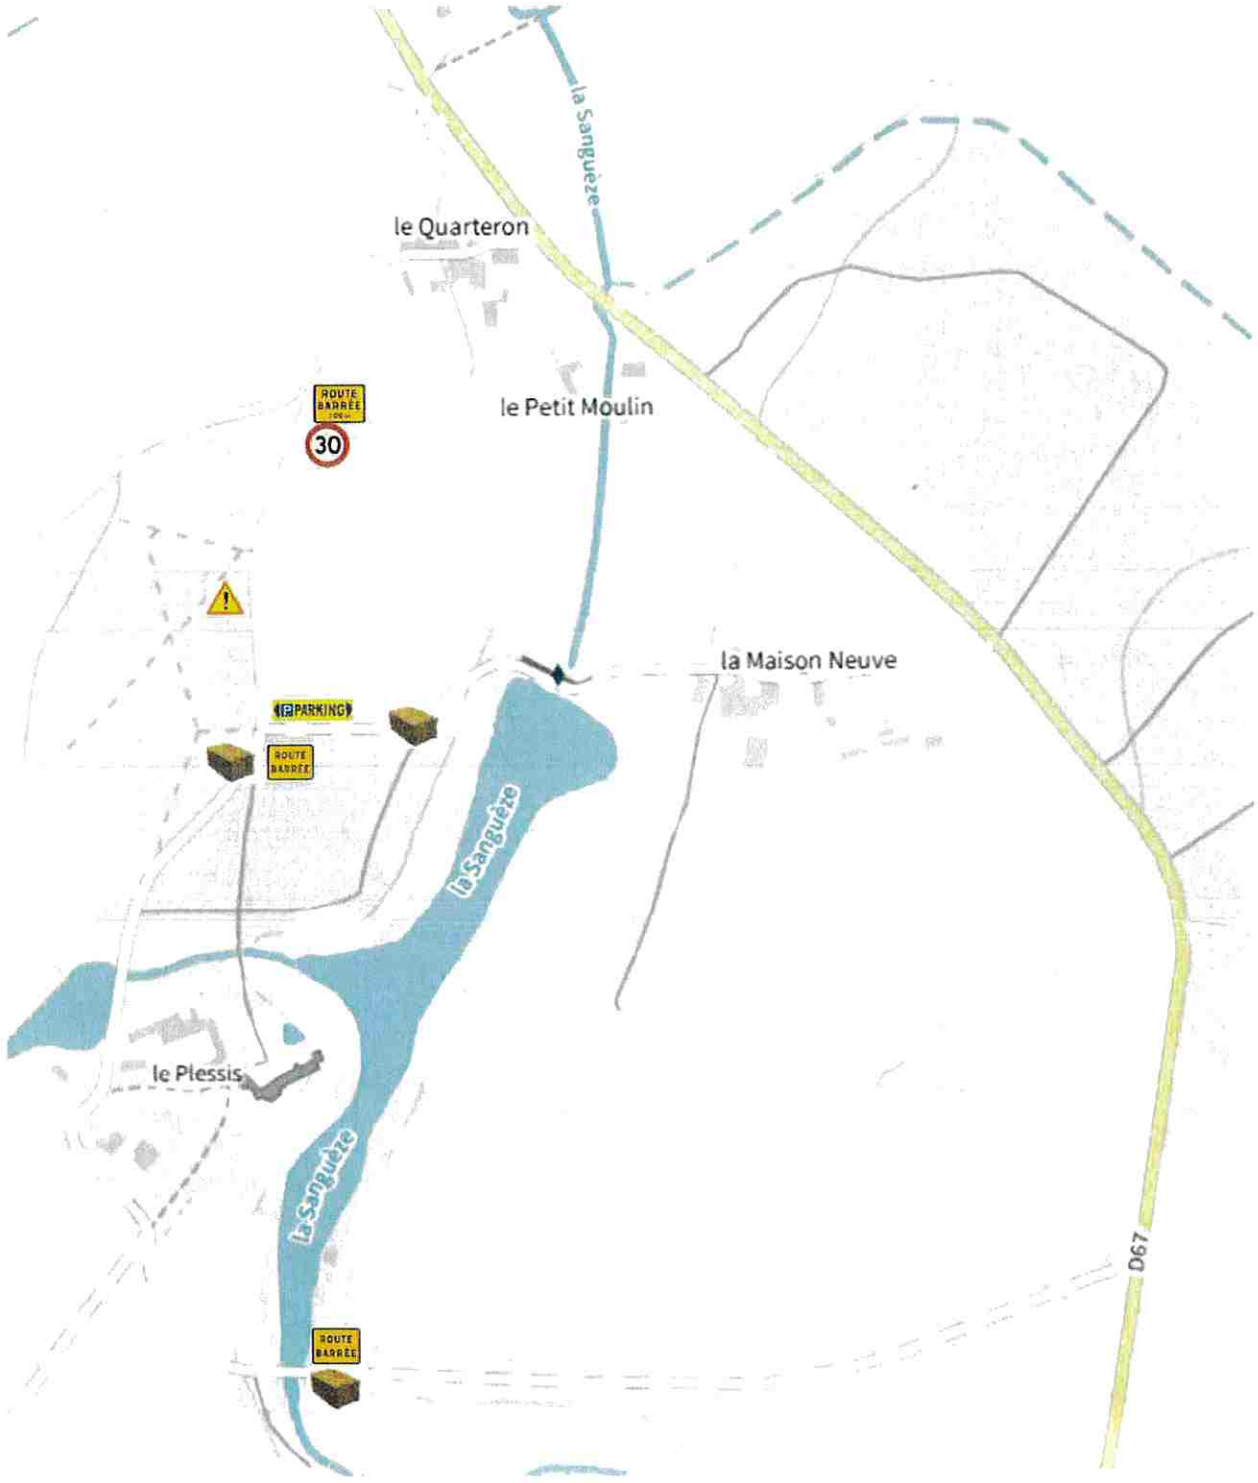 la Sanguèze
le Quarteron
ROUTE
BARRÉE
30
le Petit Moulin
!
la Maison Neuve
P PARKING
ROUTE
BARRÉE
la Sanguèze
le Plessis
la Sanguèze
D67
ROUTE
BARRÉE